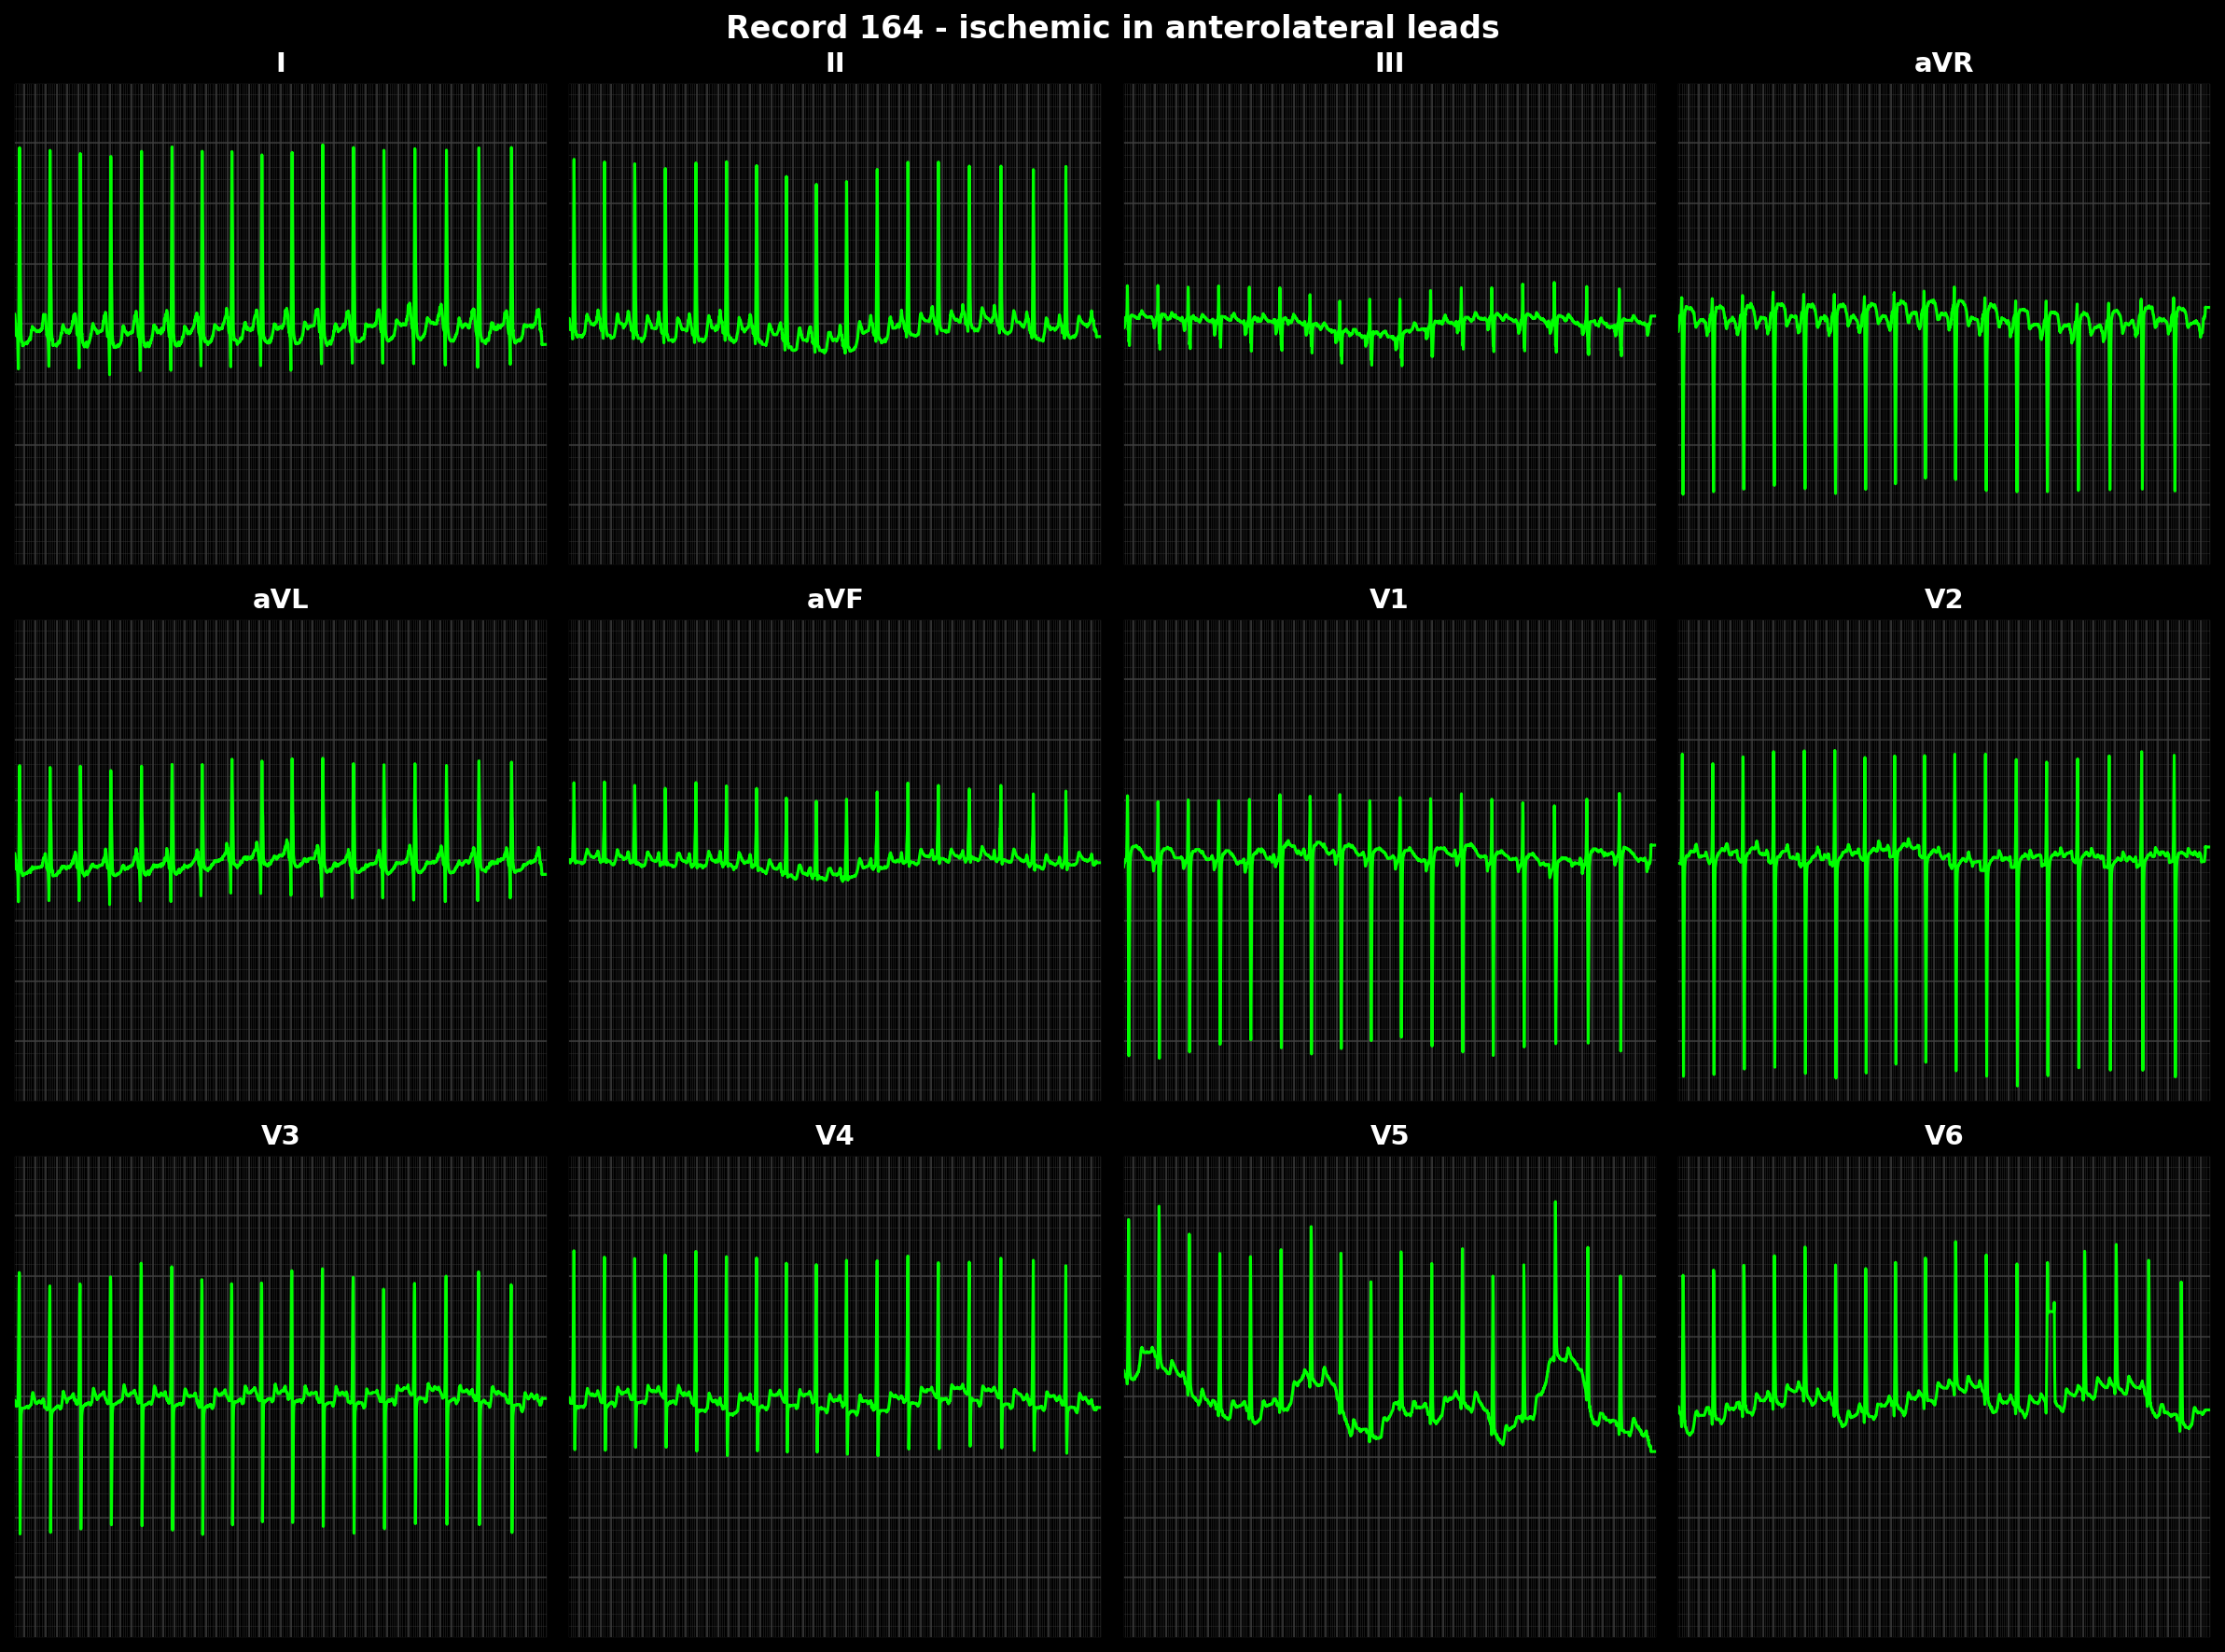 Record 164 - ischemic in anterolateral leads
I II III aVR
aVL aVF V1 V2
V3 V4 V5 V6